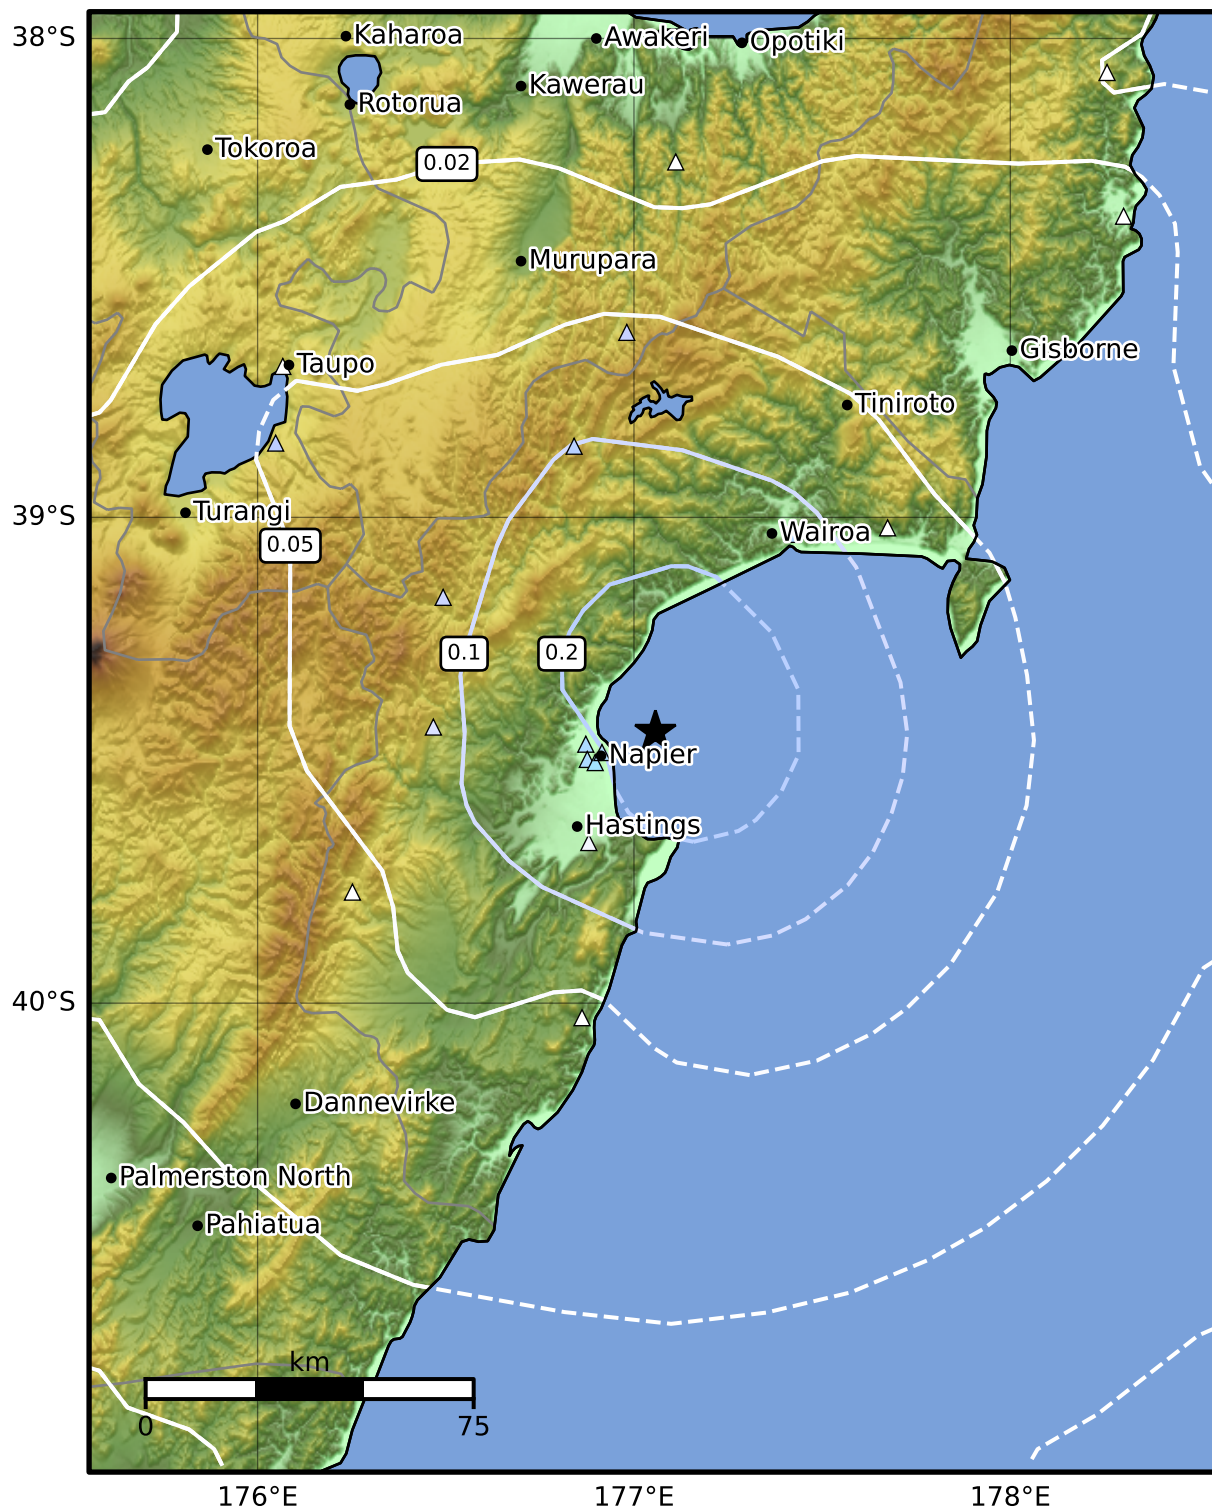 38°S
Kaharoa
Awakeri
Opotiki
Kawerau
Rotorua
Tokoroa
0.02
Murupara
Gisborne
Taupo
Tiniroto
39°S
Turangi
Wairoa
0.05
0.1
0.2
Napier
Hastings
40°S
Dannevirke
Palmerston North
Pahiatua
km
0
75
176°E
177°E
178°E